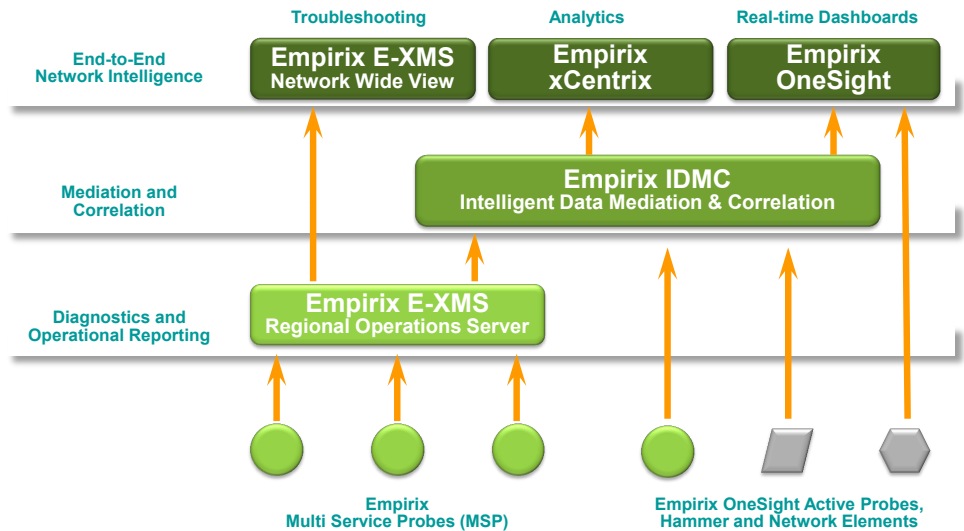 Troubleshooting
Analytics
Real-time Dashboards
End-to-End
Network Intelligence
Empirix E-XMS
Network Wide View
Empirix
xCentrix
Empirix
OneSight
Mediation and
Correlation
Empirix IDMC
Intelligent Data Mediation & Correlation
Diagnostics and
Operational Reporting
Empirix E-XMS
Regional Operations Server
Empirix
Multi Service Probes (MSP)
Empirix OneSight Active Probes,
Hammer and Network Elements